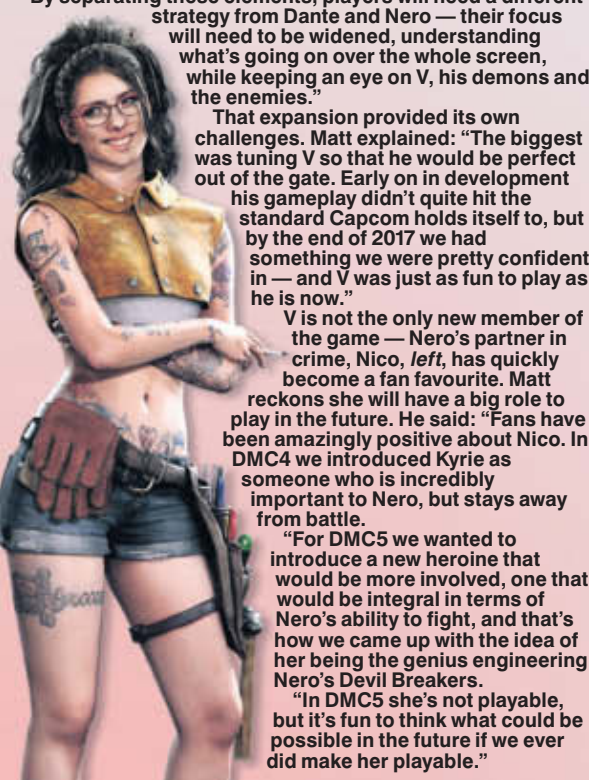 By separating these elements, players will need a different
strategy from Dante and Nero — their focus
will need to be widened, understanding
what's going on over the whole screen,
while keeping an eye on V, his demons and
the enemies."
That expansion provided its own
challenges. Matt explained: "The biggest
was tuning V so that he would be perfect
out of the gate. Early on in development
his gameplay didn't quite hit the
standard Capcom holds itself to, but
by the end of 2017 we had
something we were pretty confident
in — and V was just as fun to play as
he is now."
V is not the only new member of
the game — Nero's partner in
crime, Nico, left, has quickly
become a fan favourite. Matt
reckons she will have a big role to
play in the future. He said: "Fans have
been amazingly positive about Nico. In
DMC4 we introduced Kyrie as
someone who is incredibly
important to Nero, but stays away
from battle.
"For DMC5 we wanted to
introduce a new heroine that
would be more involved, one that
would be integral in terms of
Nero's ability to fight, and that's
how we came up with the idea of
her being the genius engineering
Nero's Devil Breakers.
"In DMC5 she's not playable,
but it's fun to think what could be
possible in the future if we ever
did make her playable."